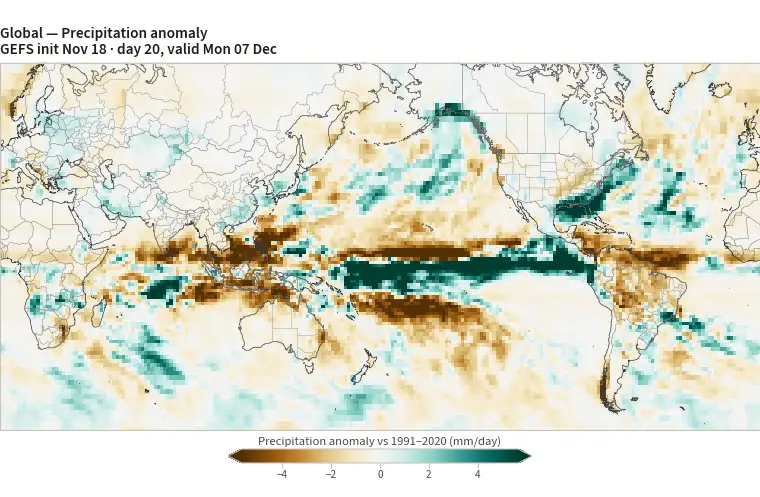 Global — Precipitation anomaly
GEFS init Nov 18 · day 20, valid Mon 07 Dec
Precipitation anomaly vs 1991–2020 (mm/day)
−4 −2 0 2 4